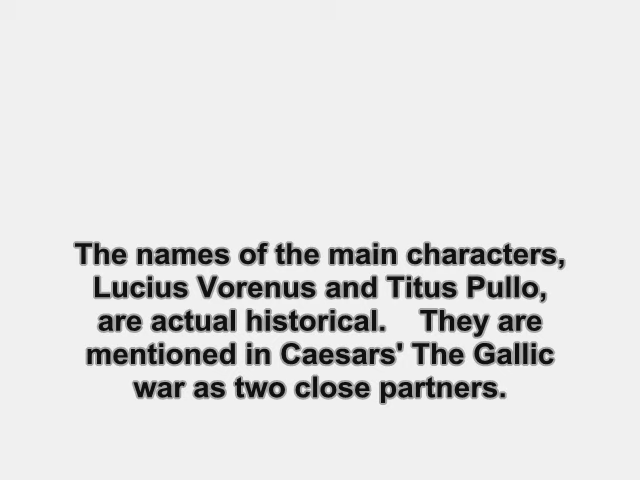 The names of the main characters,
Lucius Vorenus and Titus Pullo,
are actual historical.    They are
mentioned in Caesars' The Gallic
war as two close partners.